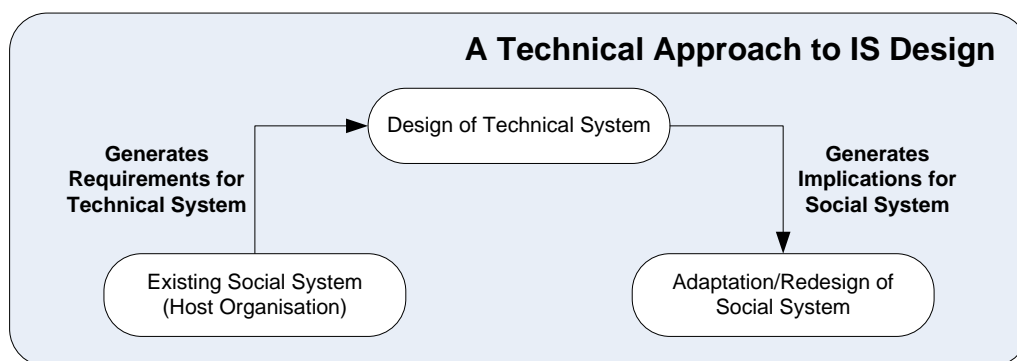 A Technical Approach to IS Design
Design of Technical System
Generates
Requirements for
Technical System
Generates
Implications for
Social System
Existing Social System
(Host Organisation)
Adaptation/Redesign of
Social System